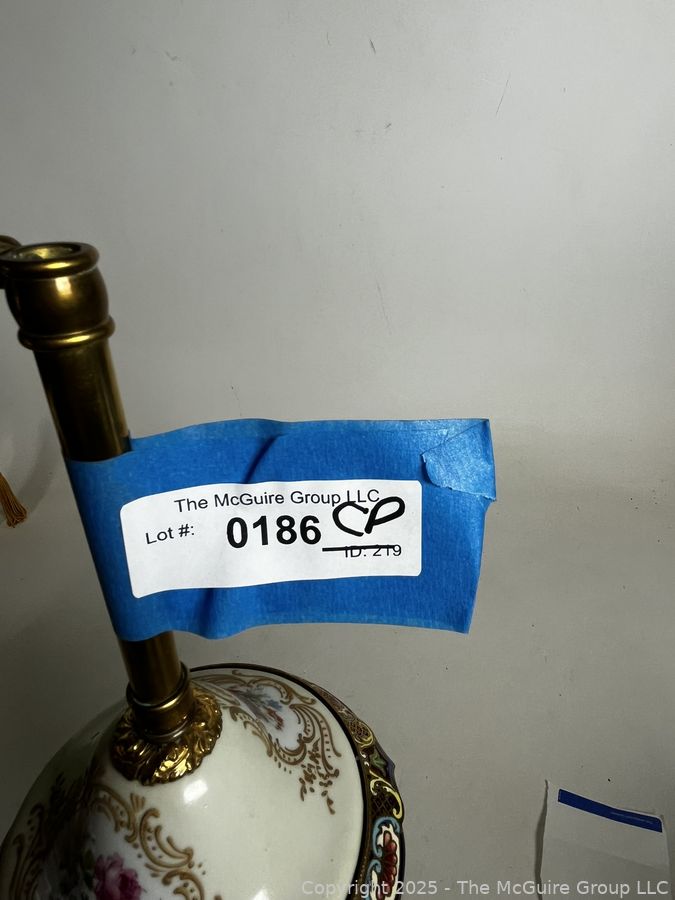 The McGuire Group LLC
Lot #: 0186 CP
ID: 219
Copyright 2025 - The McGuire Group LLC